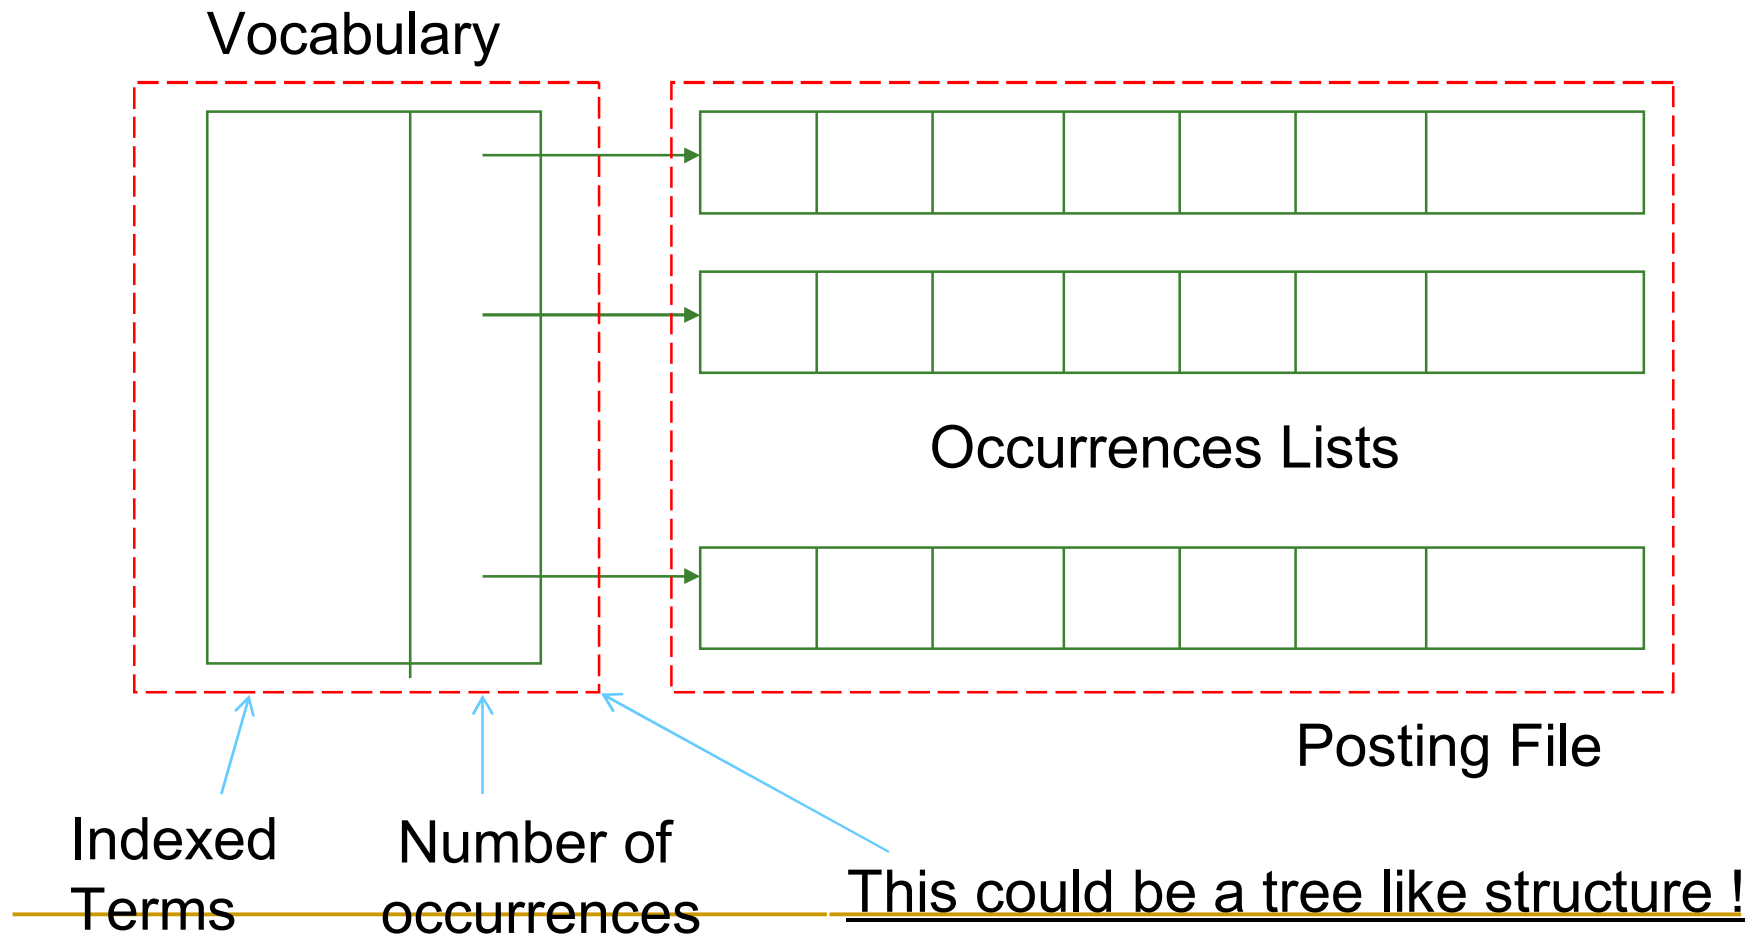 Vocabulary
Occurrences Lists
Posting File
Indexed
Terms
Number of
occurrences
This could be a tree like structure !